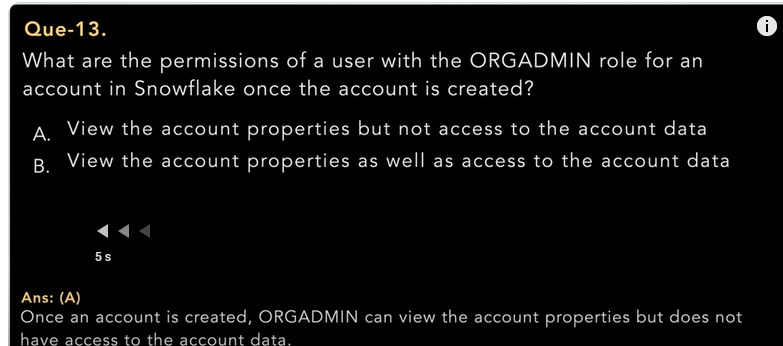 Que-13.
What are the permissions of a user with the ORGADMIN role for an
account in Snowflake once the account is created?
A. View the account properties but not access to the account data
B. View the account properties as well as access to the account data
5 s
Ans: (A)
Once an account is created, ORGADMIN can view the account properties but does not
have access to the account data.